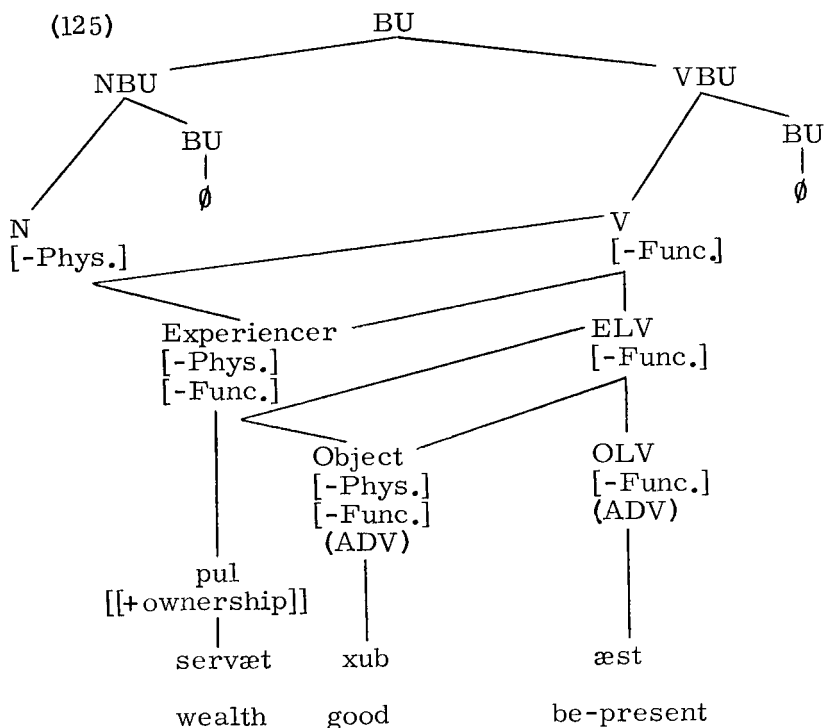 (125) BU
NBU VBU
BU BU
∅ ∅
N V
[-Phys.] [-Func.]
Experiencer ELV
[-Phys.] [-Func.]
[-Func.]
Object OLV
[-Phys.] [-Func.]
[-Func.] (ADV)
(ADV)
pul
[[+ownership]]
servæt xub æst
wealth good be-present